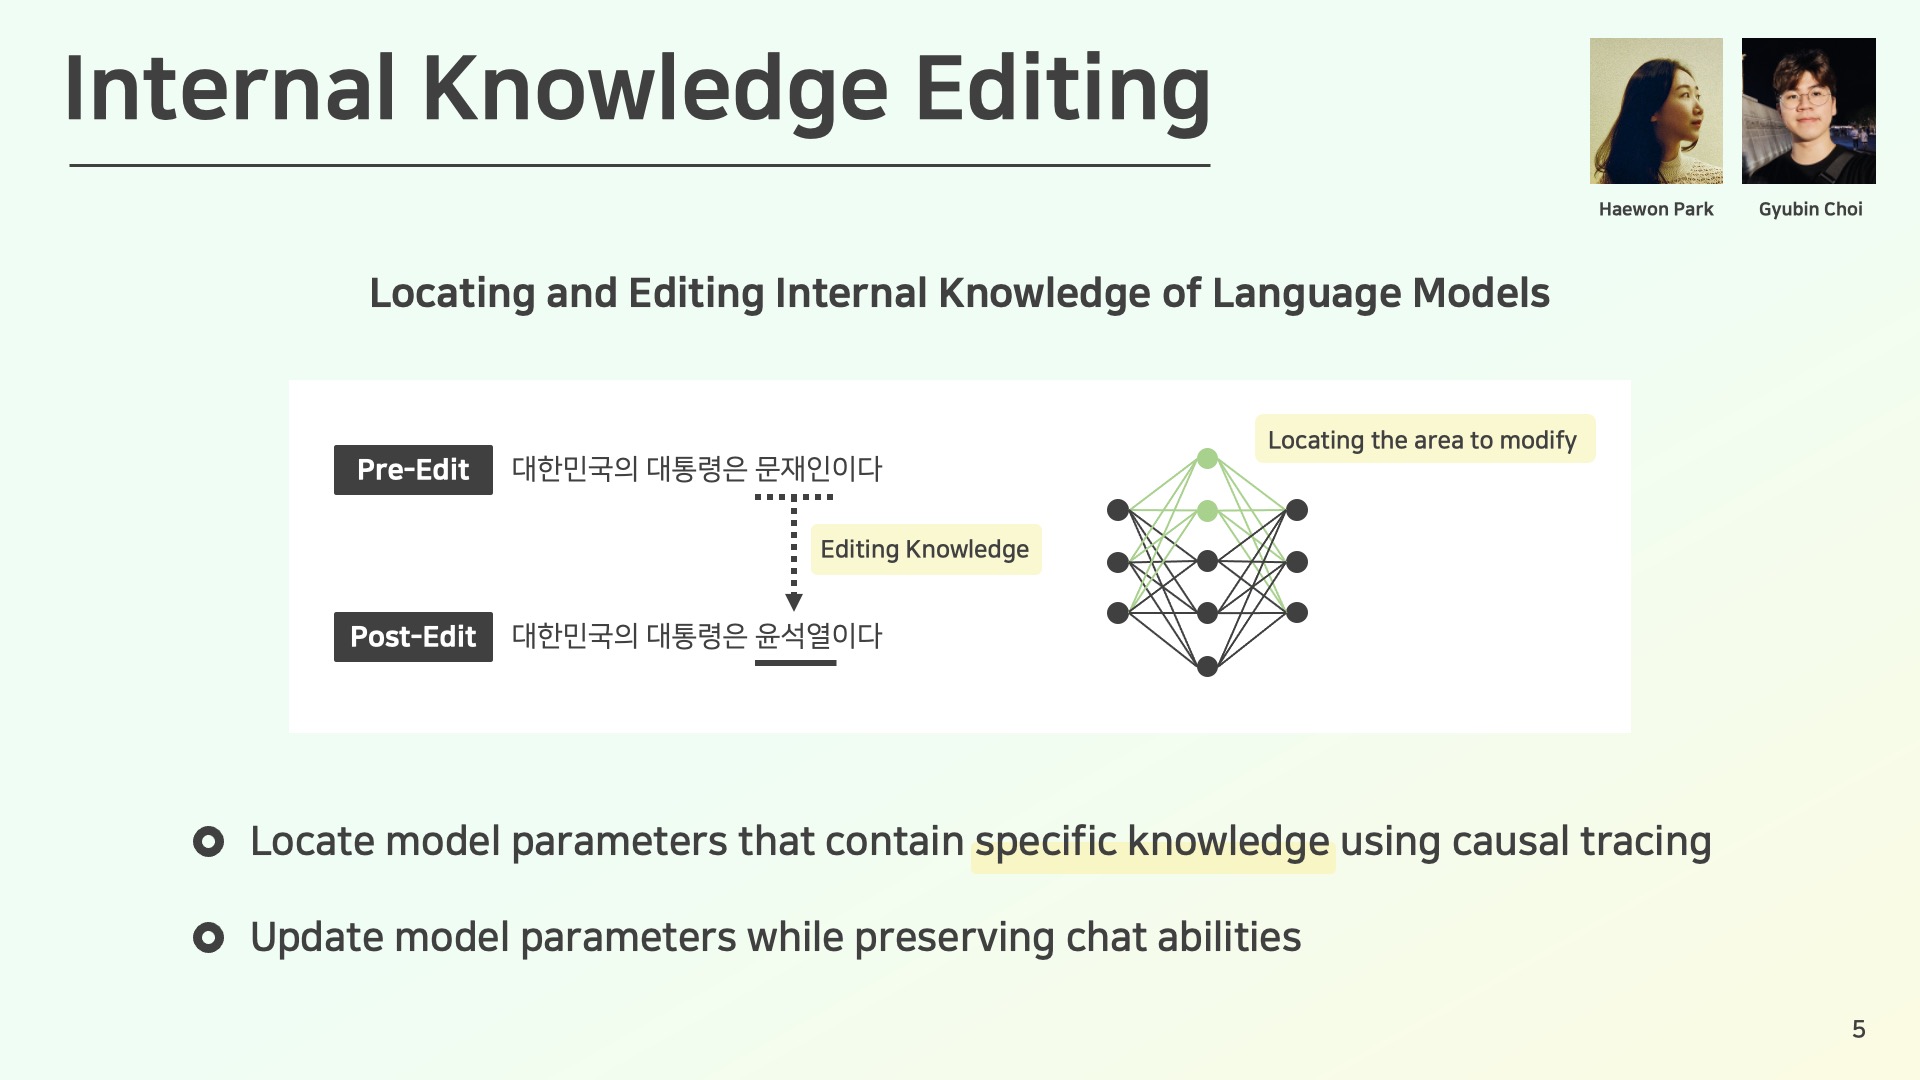 Internal Knowledge Editing
Haewon Park
Gyubin Choi
Locating and Editing Internal Knowledge of Language Models
Pre-Edit
대한민국의 대통령은 문재인이다
Editing Knowledge
Post-Edit
대한민국의 대통령은 윤석열이다
Locating the area to modify
Locate model parameters that contain specific knowledge using causal tracing
Update model parameters while preserving chat abilities
5